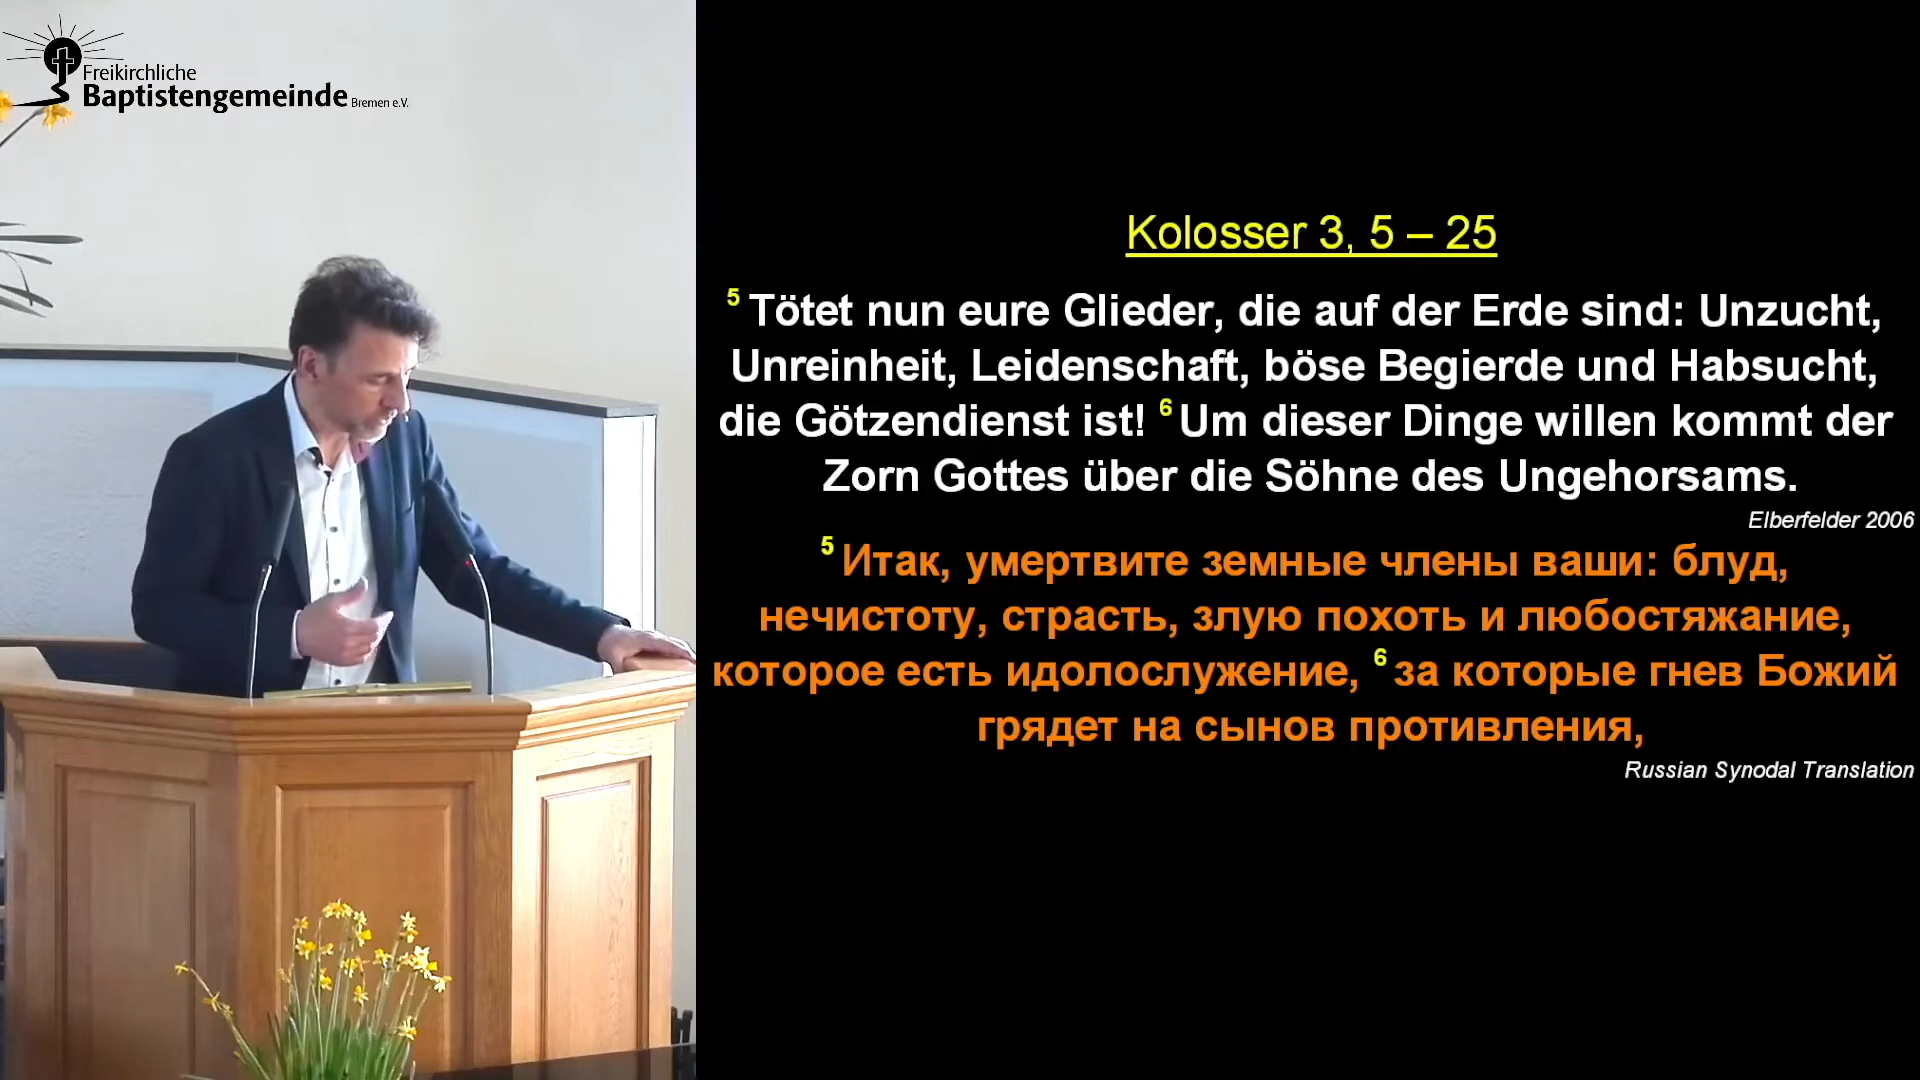 Freikirchliche
Baptistengemeinde Bremen e.V.
Kolosser 3, 5 – 25
5 Tötet nun eure Glieder, die auf der Erde sind: Unzucht,
Unreinheit, Leidenschaft, böse Begierde und Habsucht,
die Götzendienst ist! 6 Um dieser Dinge willen kommt der
Zorn Gottes über die Söhne des Ungehorsams.
Elberfelder 2006
5 Итак, умертвите земные члены ваши: блуд,
нечистоту, страсть, злую похоть и любостяжание,
которое есть идолослужение, 6 за которые гнев Божий
грядет на сынов противления,
Russian Synodal Translation